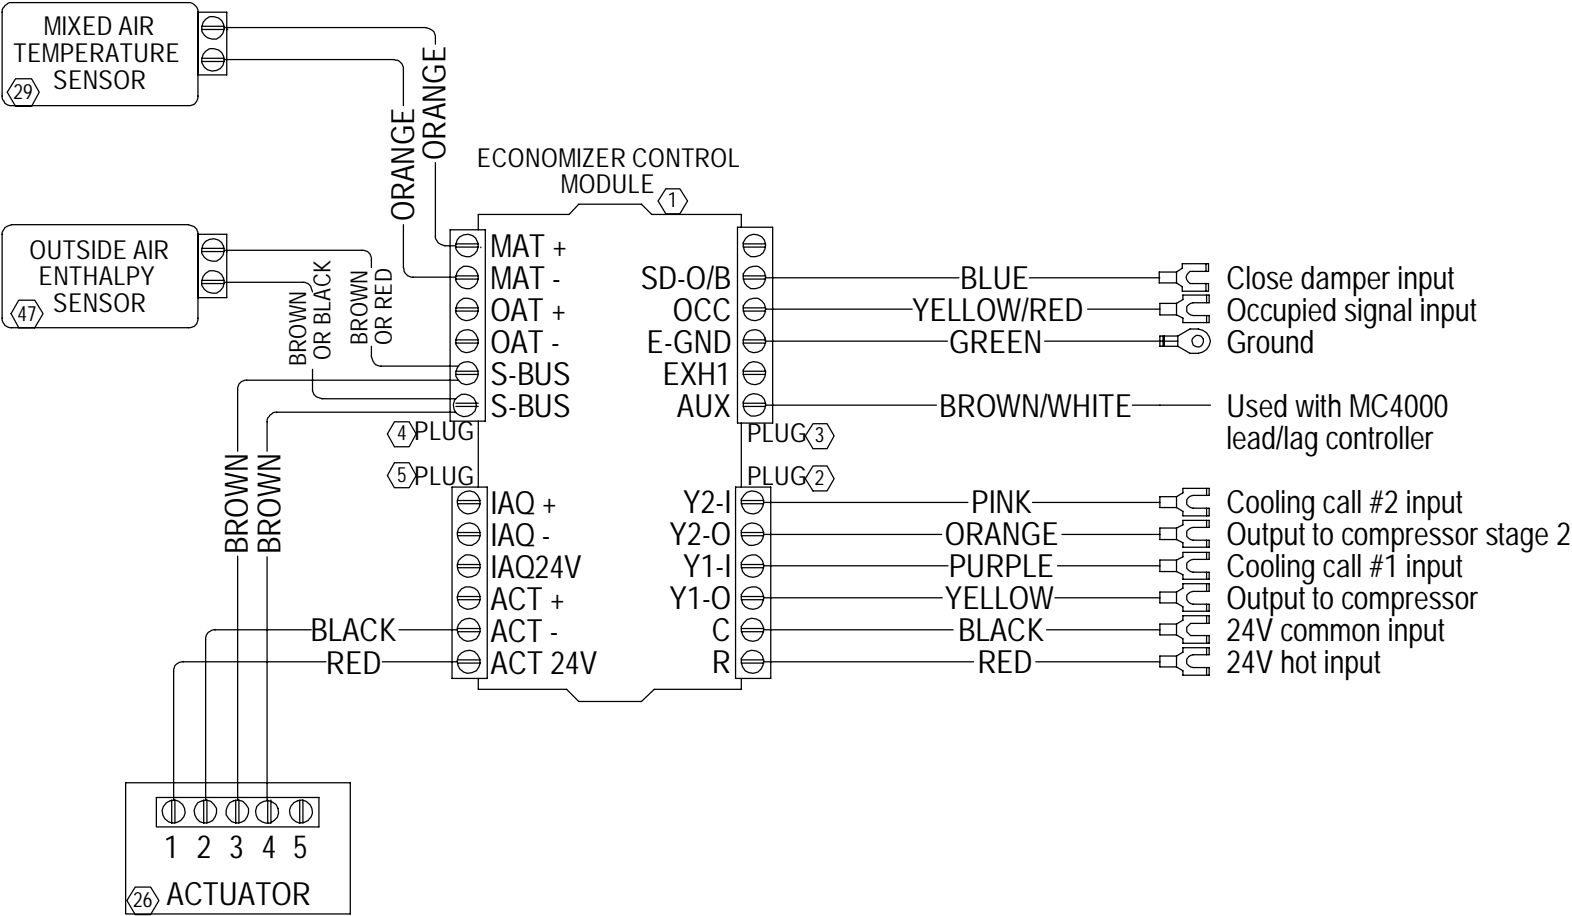 MIXED AIR
TEMPERATURE
SENSOR
29
ORANGE
ORANGE
ECONOMIZER CONTROL
MODULE
1
OUTSIDE AIR
ENTHALPY
SENSOR
47
BROWN
OR BLACK
BROWN
OR RED
MAT +
MAT -
OAT +
OAT -
S-BUS
S-BUS
4 PLUG
5 PLUG
IAQ +
IAQ -
IAQ24V
ACT +
ACT -
ACT 24V
BROWN
BROWN
BLACK
RED
SD-O/B BLUE Close damper input
OCC YELLOW/RED Occupied signal input
E-GND GREEN Ground
EXH1
AUX BROWN/WHITE Used with MC4000
lead/lag controller
PLUG 3
PLUG 2
Y2-I PINK Cooling call #2 input
Y2-O ORANGE Output to compressor stage 2
Y1-I PURPLE Cooling call #1 input
Y1-O YELLOW Output to compressor
C BLACK 24V common input
R RED 24V hot input
1 2 3 4 5
26 ACTUATOR